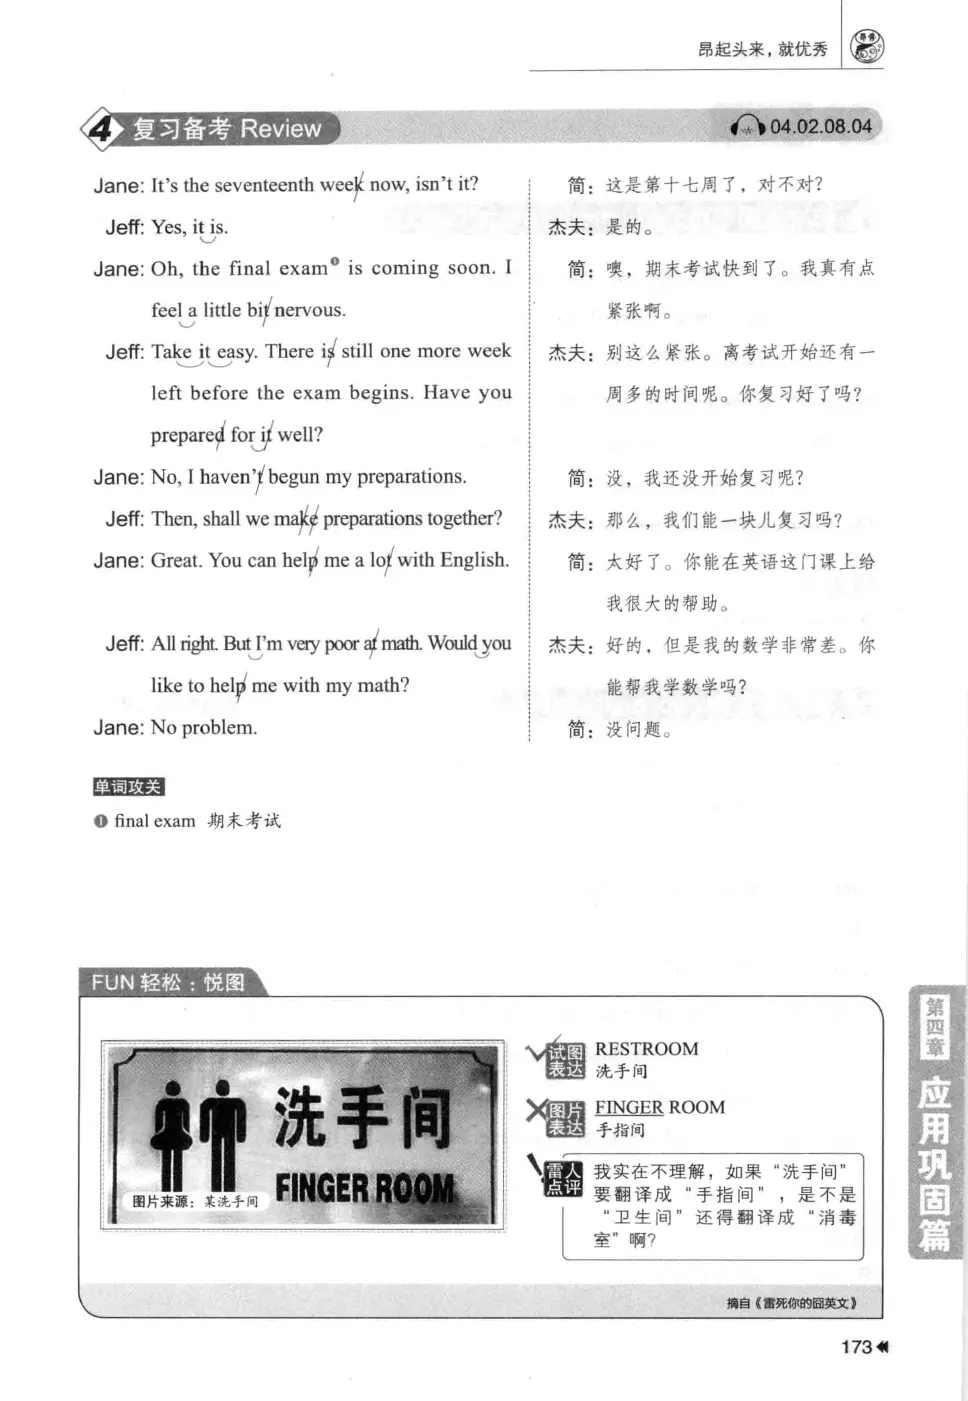 昂起头来，就优秀
4 复习备考 Review
04.02.08.04
Jane: It's the seventeenth week now, isn't it?
Jeff: Yes, it is.
Jane: Oh, the final exam❶ is coming soon. I
feel a little bit nervous.
Jeff: Take it easy. There is still one more week
left before the exam begins. Have you
prepared for it well?
Jane: No, I haven't begun my preparations.
Jeff: Then, shall we make preparations together?
Jane: Great. You can help me a lot with English.
Jeff: All right. But I'm very poor at math. Would you
like to help me with my math?
Jane: No problem.
简：这是第十七周了，对不对？
杰夫：是的。
简：噢，期末考试快到了。我真有点
紧张啊。
杰夫：别这么紧张。离考试开始还有一
周多的时间呢。你复习好了吗？
简：没，我还没开始复习呢？
杰夫：那么，我们能一块儿复习吗？
简：太好了。你能在英语这门课上给
我很大的帮助。
杰夫：好的，但是我的数学非常差。你
能帮我学数学吗？
简：没问题。
单词攻关
❶ final exam 期末考试
FUN 轻松：悦图
洗手间
FINGER ROOM
图片来源：某洗手间
试图
表达
RESTROOM
洗手间
图片
表达
FINGER ROOM
手指间
雷人
点评
我实在不理解，如果“洗手间”
要翻译成“手指间”，是不是
“卫生间”还得翻译成“消毒
室”啊？
摘自《雷死你的囧英文》
第四章
应用巩固篇
173